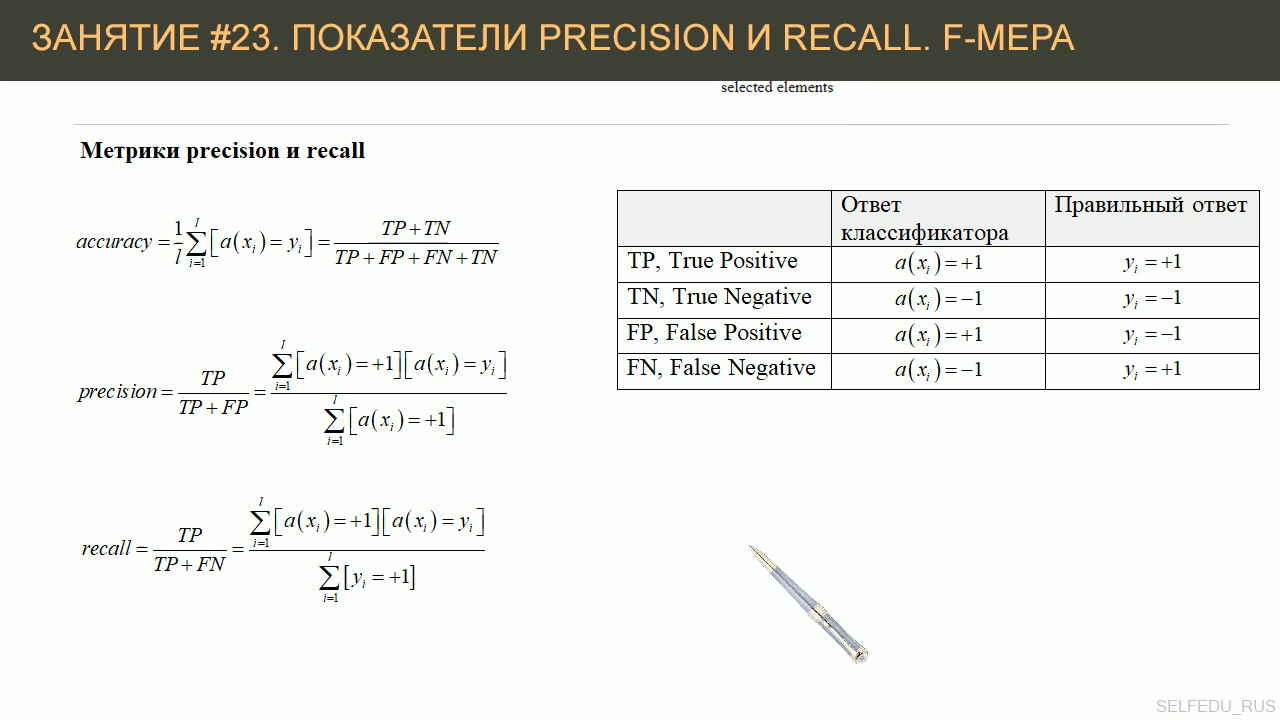 ЗАНЯТИЕ #23. ПОКАЗАТЕЛИ PRECISION И RECALL. F-МЕРА
selected elements
Метрики precision и recall
accuracy = 1/l ∑_{i=1}^{l} [a(x_i) = y_i] = (TP + TN)/(TP + FP + FN + TN)
precision = TP/(TP + FP) = ∑_{i=1}^{l} [a(x_i) = +1][a(x_i) = y_i] / ∑_{i=1}^{l} [a(x_i) = +1]
recall = TP/(TP + FN) = ∑_{i=1}^{l} [a(x_i) = +1][a(x_i) = y_i] / ∑_{i=1}^{l} [y_i = +1]
Ответ классификатора Правильный ответ
TP, True Positive a(x_i) = +1 y_i = +1
TN, True Negative a(x_i) = −1 y_i = −1
FP, False Positive a(x_i) = +1 y_i = −1
FN, False Negative a(x_i) = −1 y_i = +1
SELFEDU_RUS